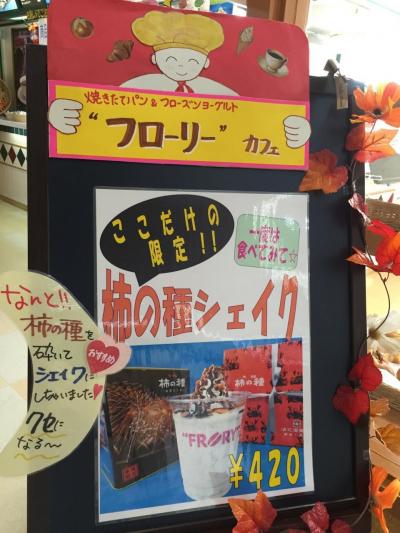 焼きたてパン & フローズンヨーグルト
"フローリー" カフェ
ここだけの
限定!!
一度は
食べてみて☆
柿の種シェイク
なんと!!
柿の種を
砕いて
シェイクに
しちゃいました
おすすめ
クセに
なる〜
柿の種
柿の種
"FRORY"
¥420